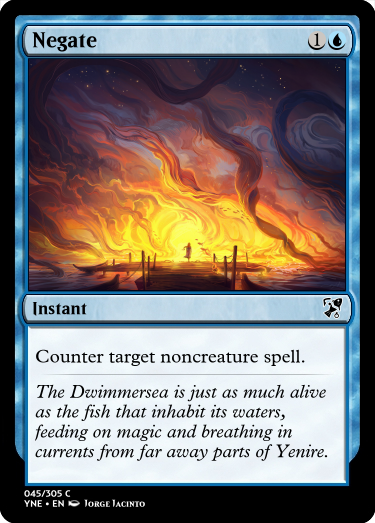 Negate 1
Instant
Counter target noncreature spell.
The Dwimmersea is just as much alive
as the fish that inhabit its waters,
feeding on magic and breathing in
currents from far away parts of Yenire.
045/305 C
YNE • EN Jorge Jacinto